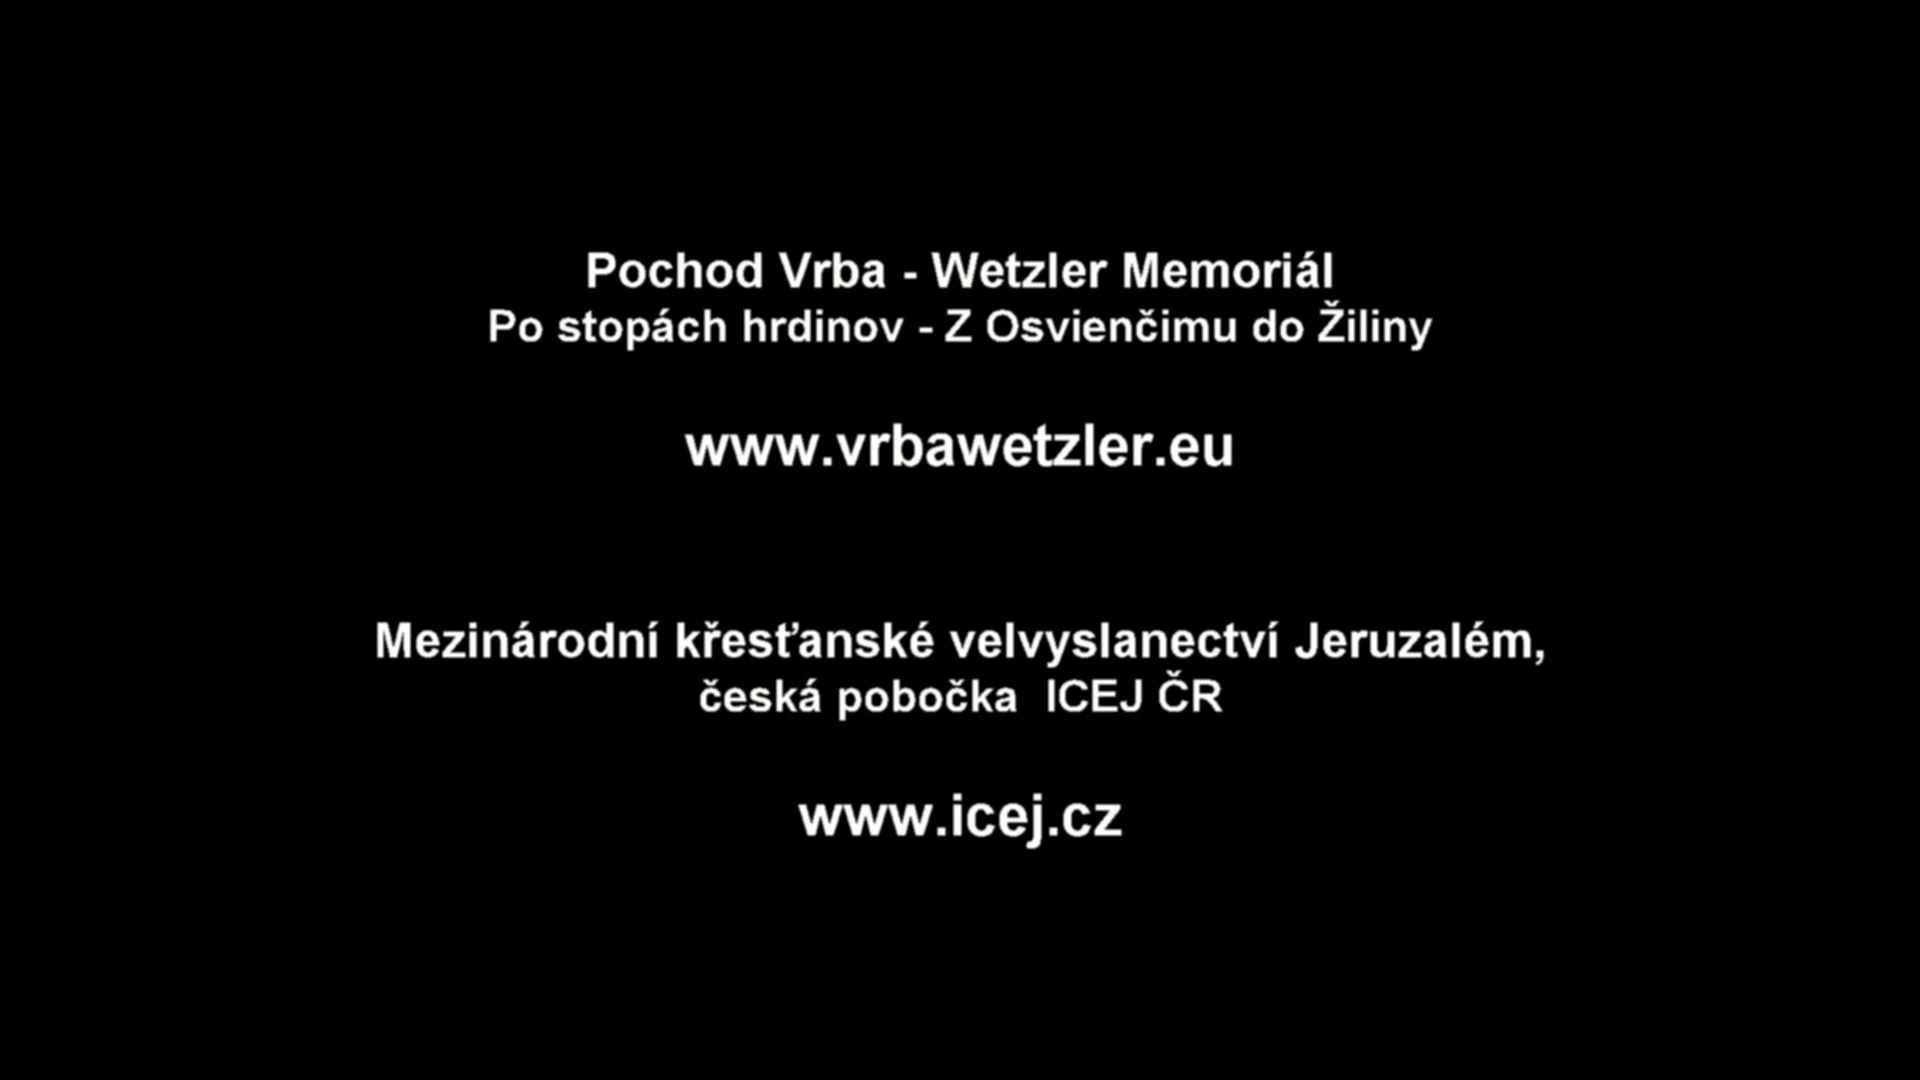 Pochod Vrba - Wetzler Memoriál
Po stopách hrdinov - Z Osvienčimu do Žiliny
www.vrbawetzler.eu
Mezinárodní křesťanské velvyslanectví Jeruzalém,
česká pobočka ICEJ ČR
www.icej.cz